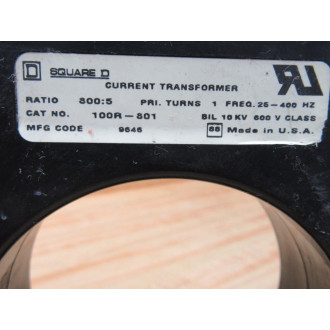 D SQUARE D
CURRENT TRANSFORMER
RATIO 800:5 PRI. TURNS 1 FREQ. 25-400 HZ
CAT NO. 100R-801 BIL 10 KV 600 V CLASS
MFG CODE 9646 Made in U.S.A.